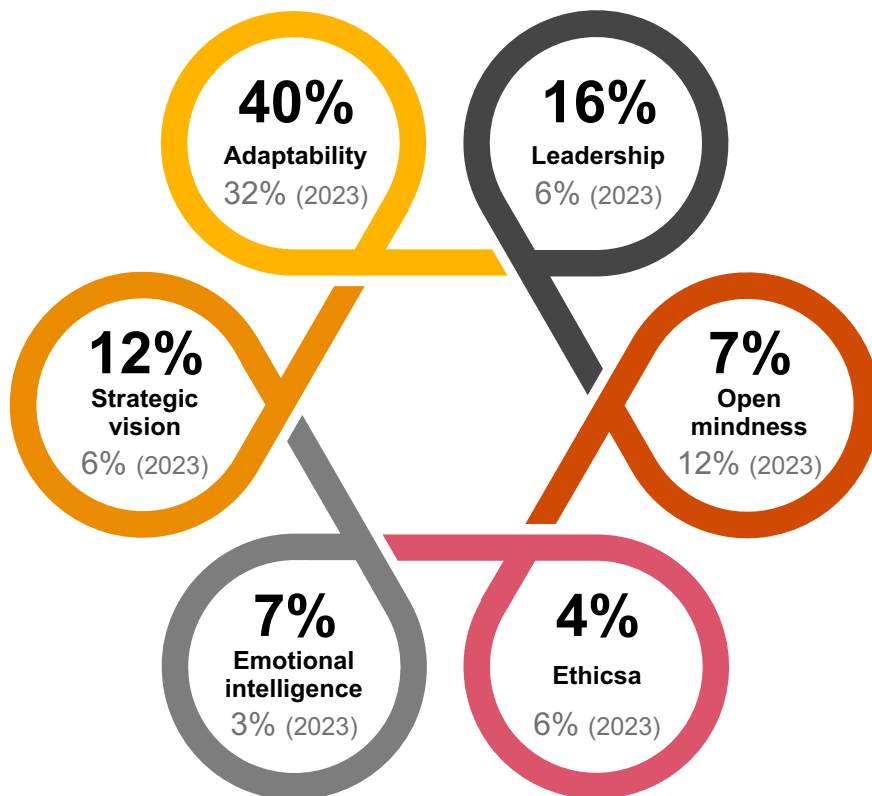 40%
Adaptability
32% (2023)
16%
Leadership
6% (2023)
12%
Strategic
vision
6% (2023)
7%
Open
mindness
12% (2023)
7%
Emotional
intelligence
3% (2023)
4%
Ethicsa
6% (2023)